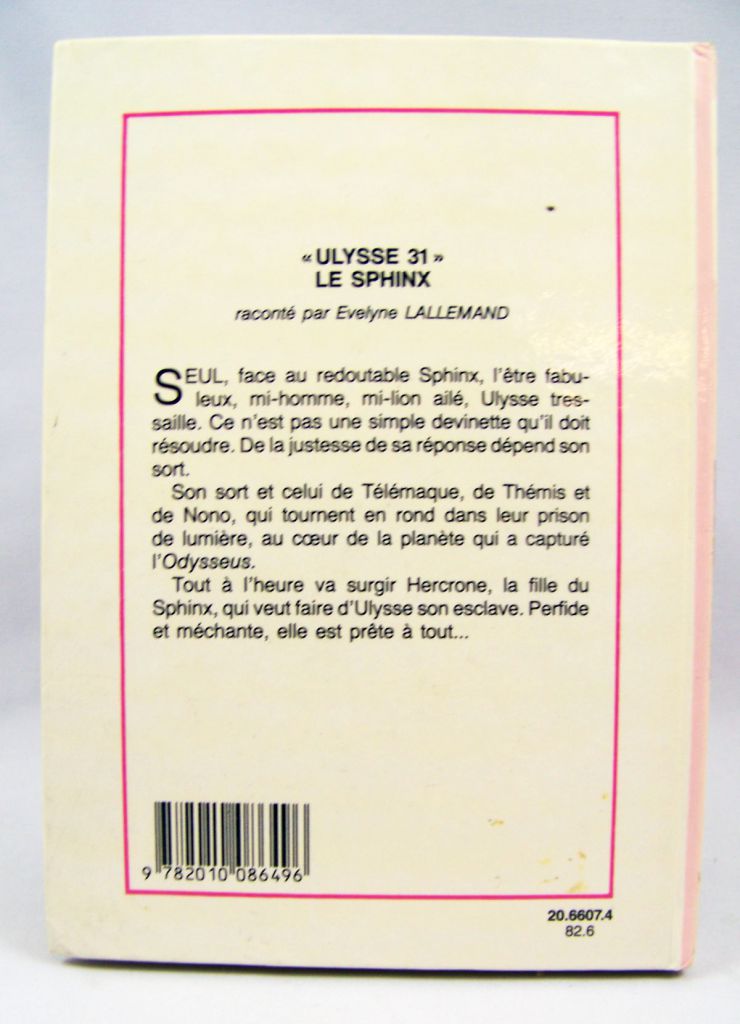 « ULYSSE 31 »
LE SPHINX
raconté par Evelyne LALLEMAND
SEUL, face au redoutable Sphinx, l'être fabu-
leux, mi-homme, mi-lion ailé, Ulysse tres-
saille. Ce n'est pas une simple devinette qu'il doit
résoudre. De la justesse de sa réponse dépend son
sort.
Son sort et celui de Télémaque, de Thémis et
de Nono, qui tournent en rond dans leur prison
de lumière, au cœur de la planète qui a capturé
l'Odysseus.
Tout à l'heure va surgir Hercrone, la fille du
Sphinx, qui veut faire d'Ulysse son esclave. Perfide
et méchante, elle est prête à tout...
9 782010 086496
20.6607.4
82.6